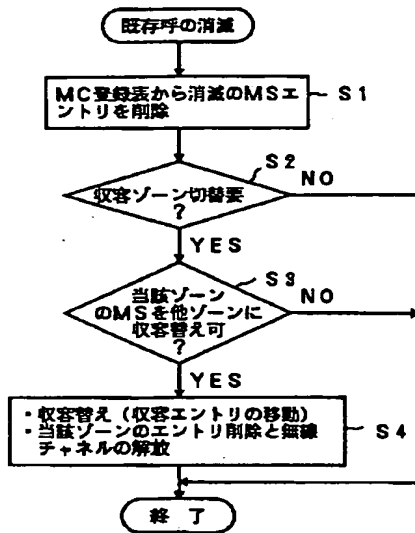 既存呼の消滅
MC登録表から消滅のMSエ
ントリを削除
S1
S2
収容ゾーン切替要
?
NO
YES
S3
当該ゾーン
のMSを他ゾーンに
収容替え可
?
NO
YES
・収容替え(収容エントリの移動)
・当該ゾーンのエントリ削除と無線
チャネルの解放
S4
終了